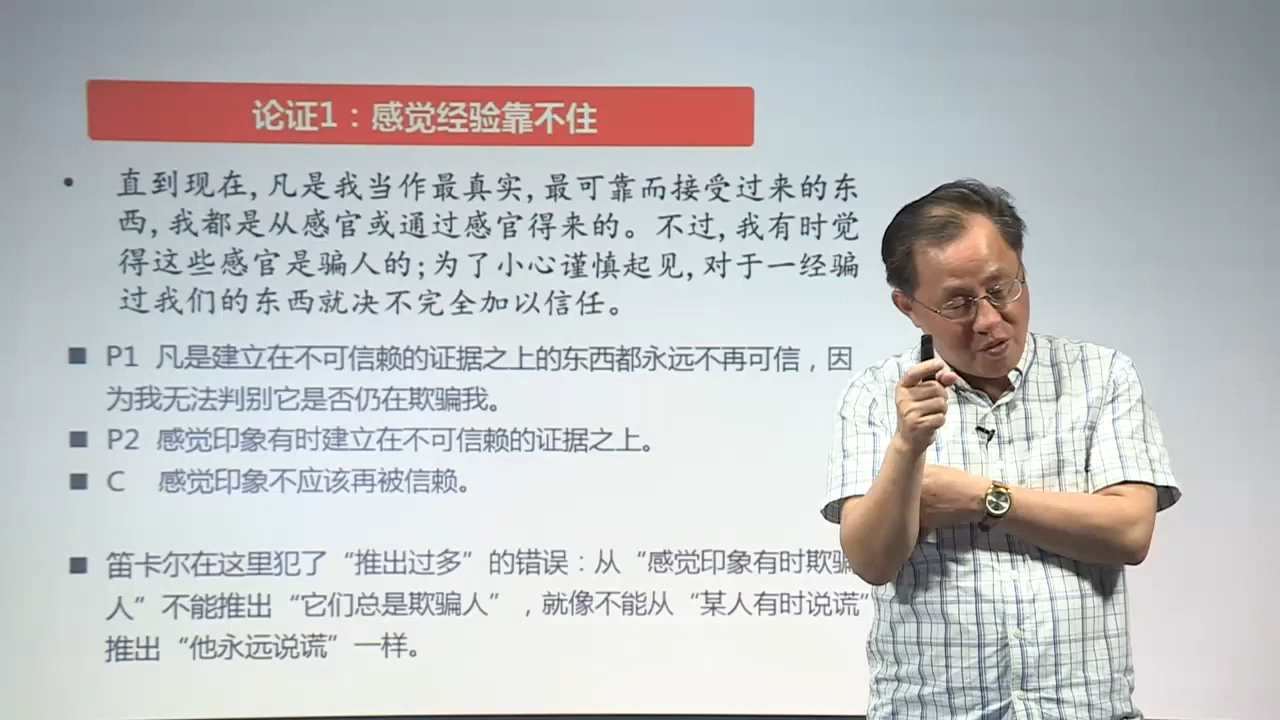 论证1：感觉经验靠不住
• 直到现在，凡是我当作最真实，最可靠而接受过来的东
西，我都是从感官或通过感官得来的。不过，我有时觉
得这些感官是骗人的；为了小心谨慎起见，对于一经骗
过我们的东西就决不完全加以信任。
■ P1 凡是建立在不可信赖的证据之上的东西都永远不再可信，因
为我无法判别它是否仍在欺骗我。
■ P2 感觉印象有时建立在不可信赖的证据之上。
■ C 感觉印象不应该再被信赖。
■ 笛卡尔在这里犯了“推出过多”的错误：从“感觉印象有时欺骗
人”不能推出“它们总是欺骗人”，就像不能从“某人有时说谎”
推出“他永远说谎”一样。